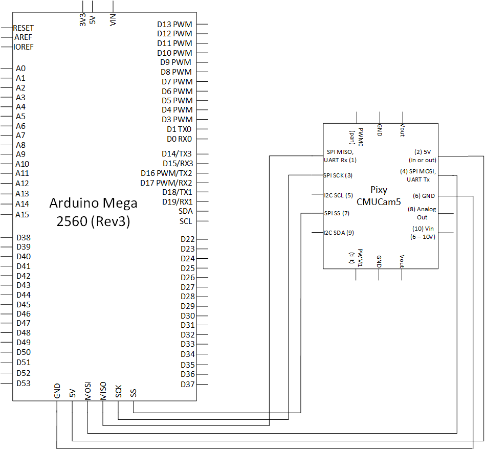 3V3
5V
VIN
RESET
AREF
IOREF
A0
A1
A2
A3
A4
A5
A6
A7
A8
A9
A10
A11
A12
A13
A14
A15
D38
D39
D40
D41
D42
D43
D44
D45
D46
D47
D48
D49
D50
D51
D52
D53
Arduino Mega
2560 (Rev3)
D13 PWM
D12 PWM
D11 PWM
D10 PWM
D9 PWM
D8 PWM
D7 PWM
D6 PWM
D5 PWM
D4 PWM
D3 PWM
D1 TX0
D0 RX0
D14/TX3
D15/RX3
D16 PWM/TX2
D17 PWM/RX2
D18/TX1
D19/RX1
SDA
SCL
D22
D23
D24
D25
D26
D27
D28
D29
D30
D31
D32
D33
D34
D35
D36
D37
GND
5V
MOSI
MISO
SCK
SS
GND
Vout
SPI MISO,
UART Rx (1)
SPI SCK (3)
I2C SCL (5)
SPI SS (7)
I2C SDA (9)
Pixy
CMUCam5
(2) 5V
(in or out)
(4) SPI MOSI,
UART Tx
(6) GND
(8) Analog
Out
(10) Vin
(6 - 10V)
GND
Vout